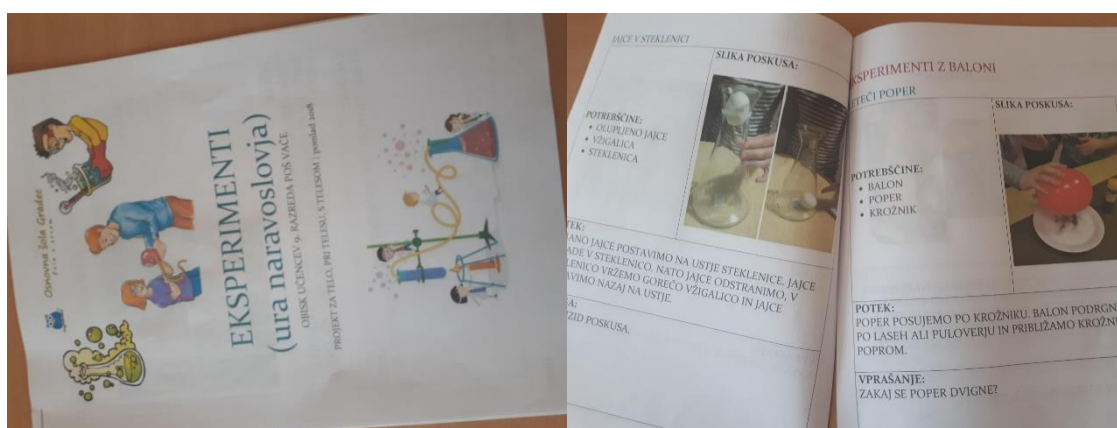 Osnovna šola Gradec
EKSPERIMENTI
(ura naravoslovja)
OBISK UČENCEV 9. RAZREDA POŠ VAČE
PROJEKT ZA TELO, PRI TELESU, S TELESOM | pomlad 2018
JAJCE V STEKLENICI
SLIKA POSKUSA:
POTREBŠČINE:
• OLUPLJENO JAJCE
• VŽIGALICA
• STEKLENICA
TEK:
ANO JAJCE POSTAVIMO NA USTJE STEKLENICE. JAJCE
ADE V STEKLENICO. NATO JAJCE ODSTRANIMO, V
LENICO VRŽEMO GOREČO VŽIGALICO IN JAJCE
AVIMO NAZAJ NA USTJE.
A:
ZID POSKUSA.
KSPERIMENTI Z BALONI
ETEČI POPER
SLIKA POSKUSA:
POTREBŠČINE:
• BALON
• POPER
• KROŽNIK
POTEK:
POPER POSUJEMO PO KROŽNIKU. BALON PODRGN
PO LASEH ALI PULOVERJU IN PRIBLIŽAMO KROŽN
POPROM.
VPRAŠANJE:
ZAKAJ SE POPER DVIGNE?